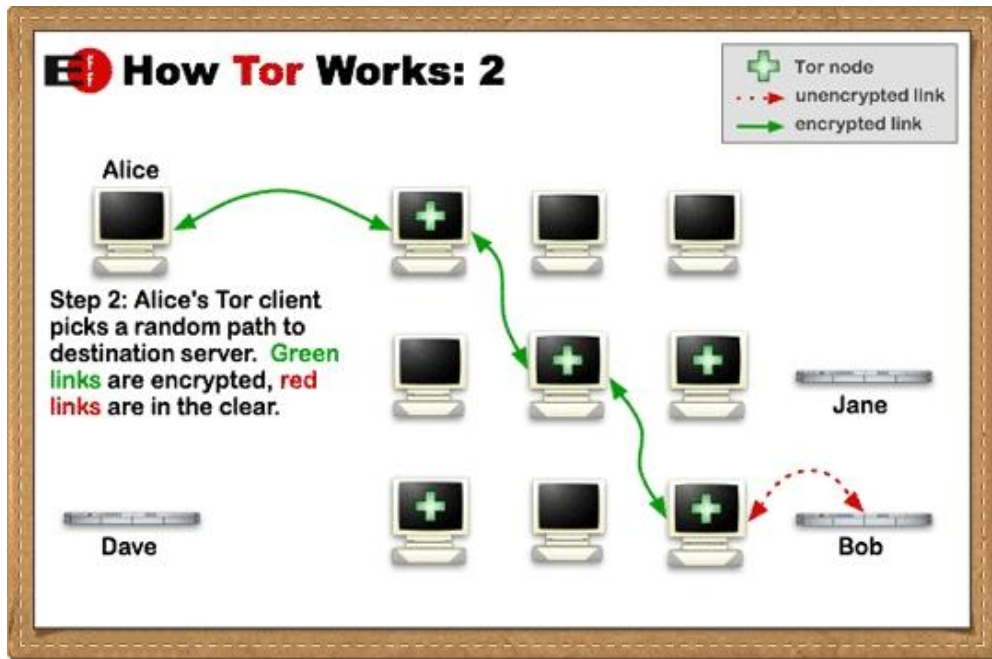 EFF How Tor Works: 2
Tor node
unencrypted link
encrypted link
Alice
Step 2: Alice's Tor client
picks a random path to
destination server. Green
links are encrypted, red
links are in the clear.
Jane
Dave
Bob